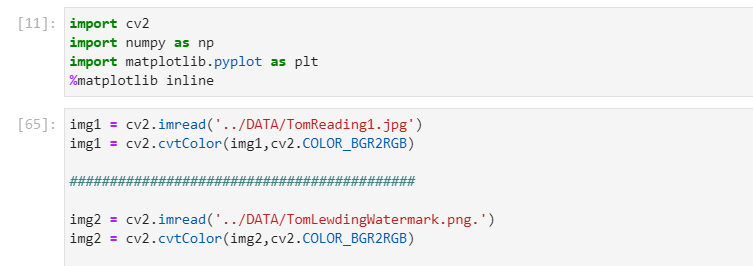 [11]:
import cv2
import numpy as np
import matplotlib.pyplot as plt
%matplotlib inline
[65]:
img1 = cv2.imread('../DATA/TomReading1.jpg')
img1 = cv2.cvtColor(img1,cv2.COLOR_BGR2RGB)
###########################################
img2 = cv2.imread('../DATA/TomLewdingWatermark.png.')
img2 = cv2.cvtColor(img2,cv2.COLOR_BGR2RGB)